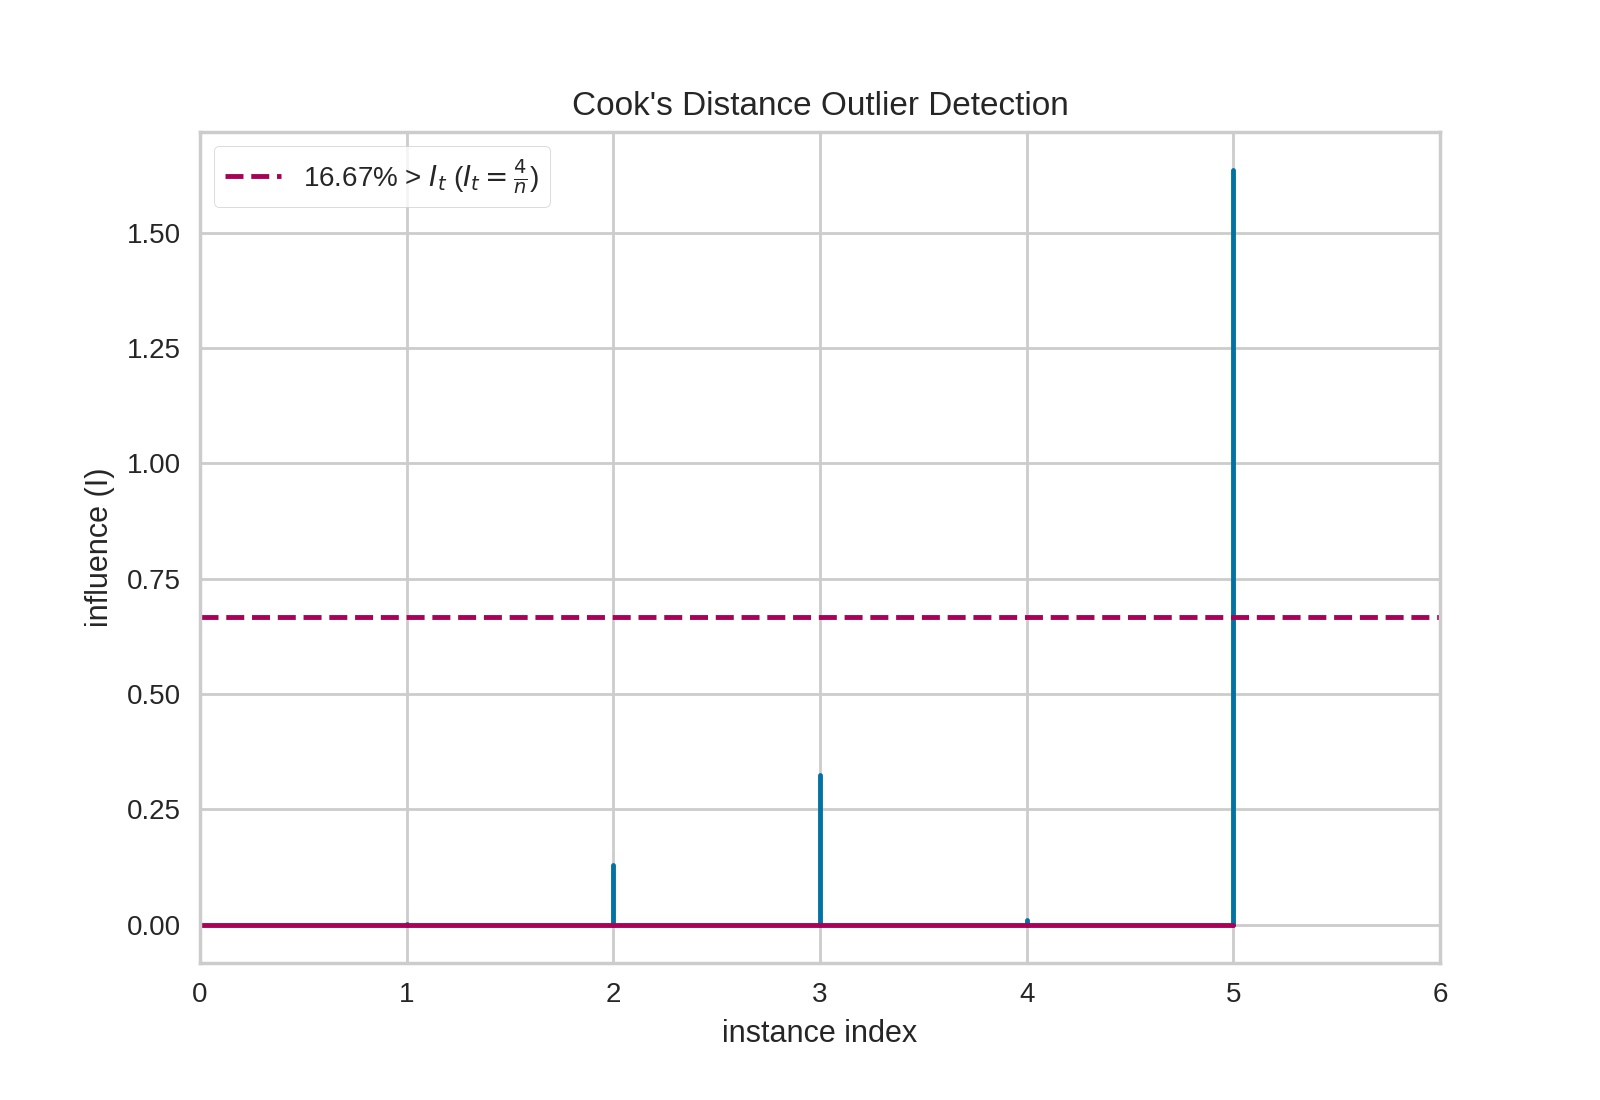 Cook's Distance Outlier Detection
16.67% > I_t (I_t = 4/n)
influence (I)
1.50
1.25
1.00
0.75
0.50
0.25
0.00
0 1 2 3 4 5 6
instance index